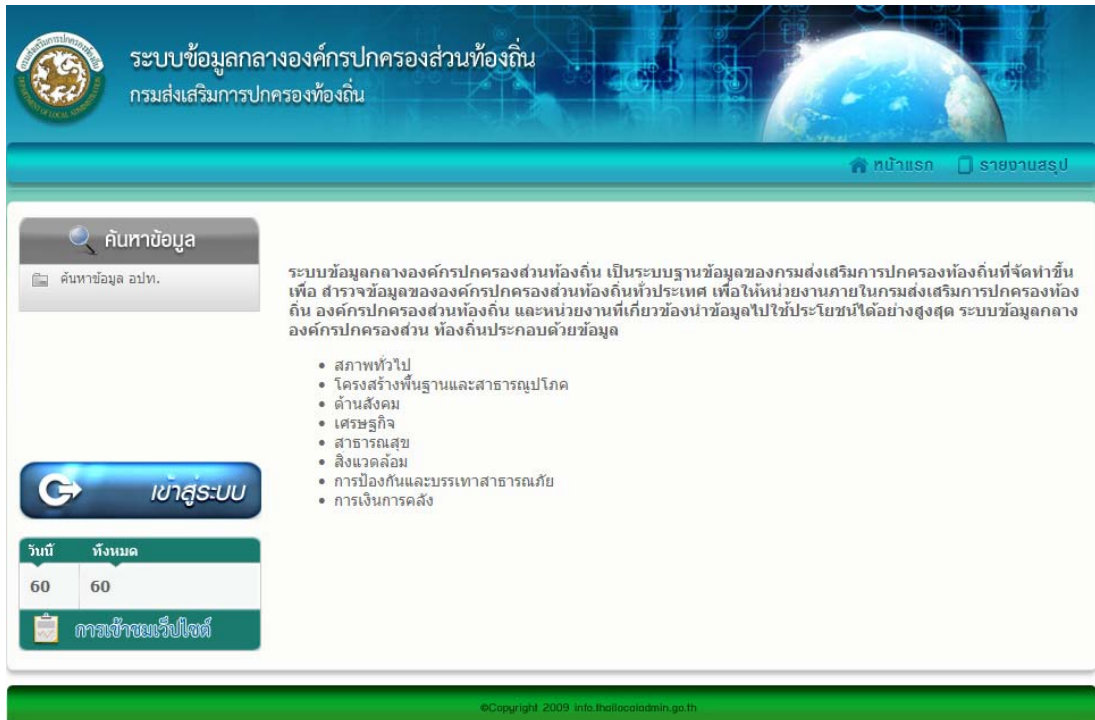 ระบบข้อมูลกลางองค์กรปกครองส่วนท้องถิ่น
กรมส่งเสริมการปกครองท้องถิ่น
หน้าแรก
รายงานสรุป
ค้นหาข้อมูล
ค้นหาข้อมูล อปท.
ระบบข้อมูลกลางองค์กรปกครองส่วนท้องถิ่น เป็นระบบฐานข้อมูลของกรมส่งเสริมการปกครองท้องถิ่นที่จัดทำขึ้น
เพื่อ สำรวจข้อมูลขององค์กรปกครองส่วนท้องถิ่นทั่วประเทศ เพื่อให้หน่วยงานภายในกรมส่งเสริมการปกครองท้อง
ถิ่น องค์กรปกครองส่วนท้องถิ่น และหน่วยงานที่เกี่ยวข้องนำข้อมูลไปใช้ประโยชน์ได้อย่างสูงสุด ระบบข้อมูลกลาง
องค์กรปกครองส่วน ท้องถิ่นประกอบด้วยข้อมูล
• สภาพทั่วไป
• โครงสร้างพื้นฐานและสาธารณูปโภค
• ด้านสังคม
• เศรษฐกิจ
• สาธารณสุข
• สิ่งแวดล้อม
• การป้องกันและบรรเทาสาธารณภัย
• การเงินการคลัง
เข้าสู่ระบบ
วันนี้ ทั้งหมด
60 60
การเข้าชมเว็ปไซต์
©Copyright 2009 info.thailocaladmin.go.th